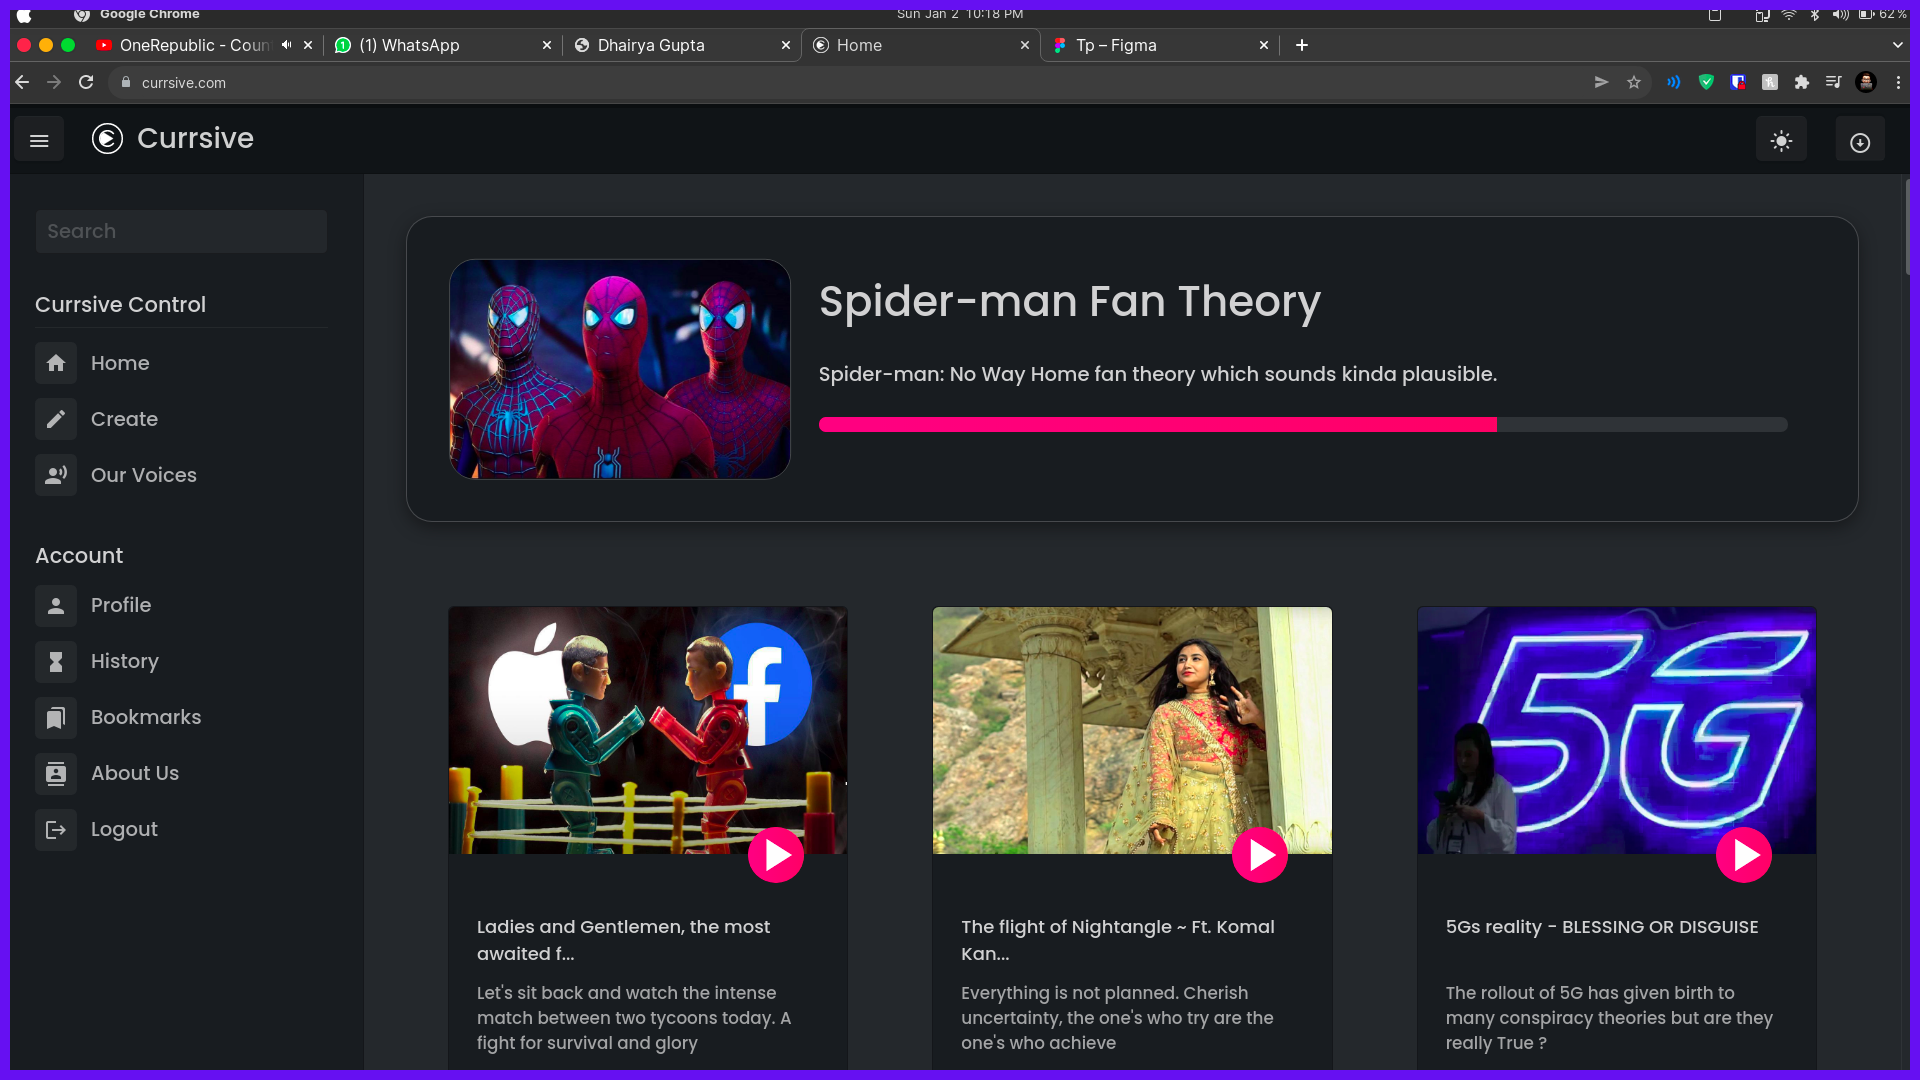 Google Chrome
Sun Jan 2 10:18 PM
62%
OneRepublic - Coun
(1) WhatsApp
Dhairya Gupta
Home
Tp – Figma
currsive.com
Currsive
Search
Currsive Control
Home
Create
Our Voices
Account
Profile
History
Bookmarks
About Us
Logout
Spider-man Fan Theory
Spider-man: No Way Home fan theory which sounds kinda plausible.
5G
Ladies and Gentlemen, the most
awaited f...
Let's sit back and watch the intense
match between two tycoons today. A
fight for survival and glory
The flight of Nightangle ~ Ft. Komal
Kan...
Everything is not planned. Cherish
uncertainty, the one's who try are the
one's who achieve
5Gs reality - BLESSING OR DISGUISE
The rollout of 5G has given birth to
many conspiracy theories but are they
really True ?